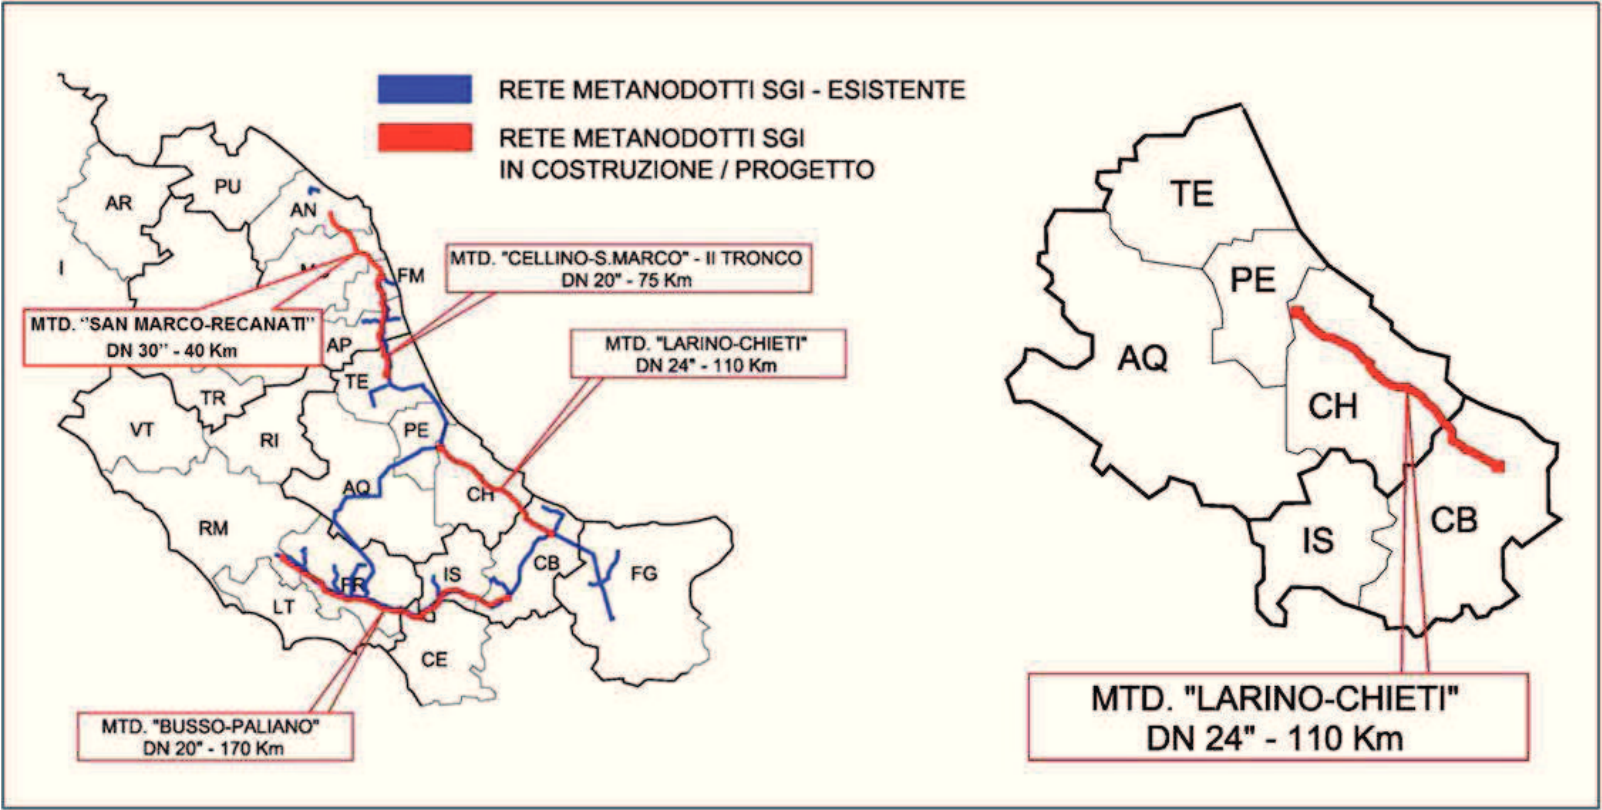 RETE METANODOTTI SGI - ESISTENTE
RETE METANODOTTI SGI
IN COSTRUZIONE / PROGETTO
PU
AR
AN
I
FM
MTD. "CELLINO-S.MARCO" - II TRONCO
DN 20" - 75 Km
MTD. "SAN MARCO-RECANATI"
DN 30" - 40 Km
AP
MTD. "LARINO-CHIETI"
DN 24" - 110 Km
TE
TR
VT
RI
PE
AQ
CH
RM
CB
FG
IS
FR
LT
CE
MTD. "BUSSO-PALIANO"
DN 20" - 170 Km
TE
PE
AQ
CH
CB
IS
MTD. "LARINO-CHIETI"
DN 24" - 110 Km